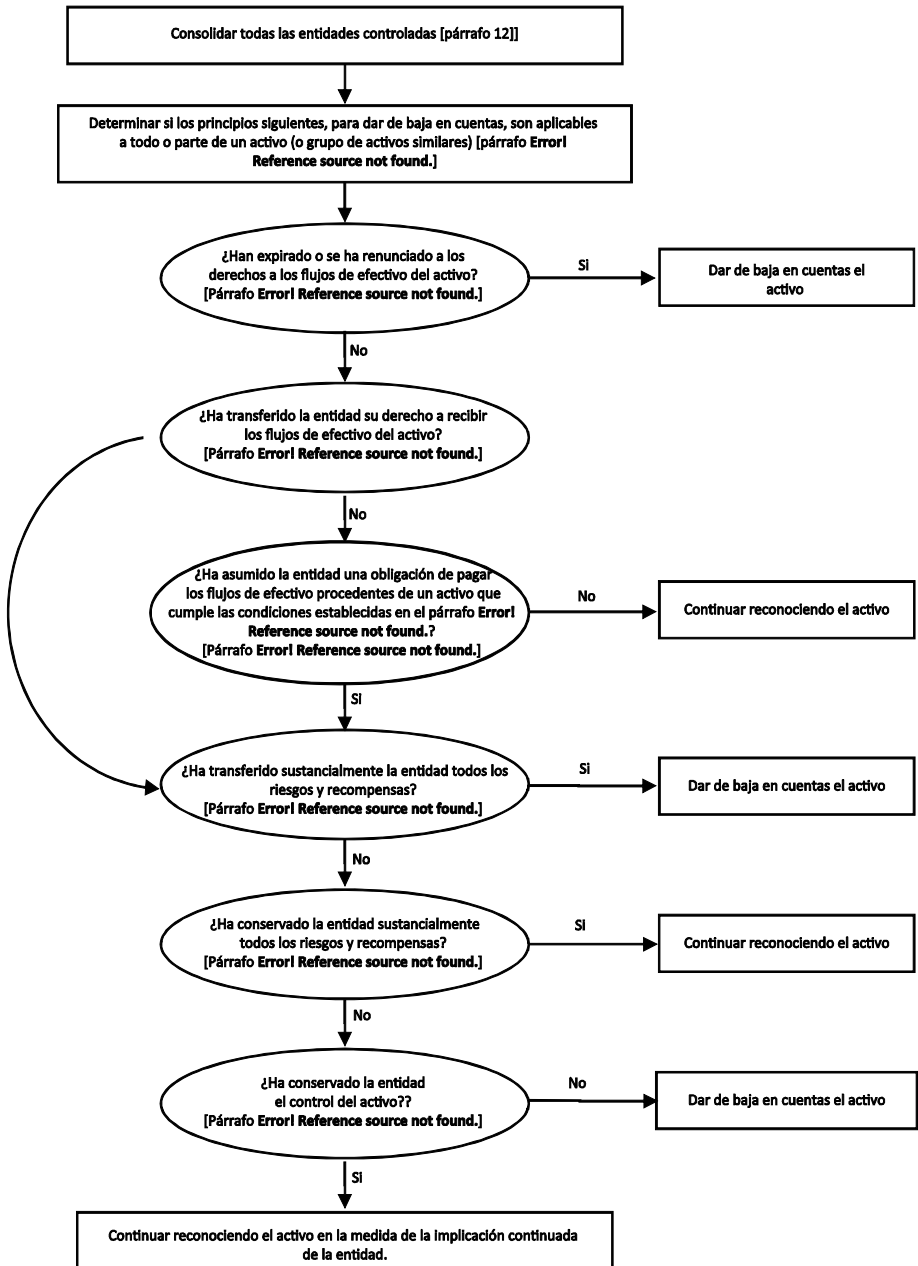 Consolidar todas las entidades controladas [párrafo 12]]
Determinar si los principios siguientes, para dar de baja en cuentas, son aplicables
a todo o parte de un activo (o grupo de activos similares) [párrafo Error!
Reference source not found.]
¿Han expirado o se ha renunciado a los
derechos a los flujos de efectivo del activo?
[Párrafo Error! Reference source not found.]
Si
Dar de baja en cuentas el
activo
No
¿Ha transferido la entidad su derecho a recibir
los flujos de efectivo del activo?
[Párrafo Error! Reference source not found.]
No
¿Ha asumido la entidad una obligación de pagar
los flujos de efectivo procedentes de un activo que
cumple las condiciones establecidas en el párrafo Error!
Reference source not found.?
[Párrafo Error! Reference source not found.]
No
Continuar reconociendo el activo
Si
¿Ha transferido sustancialmente la entidad todos los
riesgos y recompensas?
[Párrafo Error! Reference source not found.]
Si
Dar de baja en cuentas el activo
No
¿Ha conservado la entidad sustancialmente
todos los riesgos y recompensas?
[Párrafo Error! Reference source not found.]
Si
Continuar reconociendo el activo
No
¿Ha conservado la entidad
el control del activo??
[Párrafo Error! Reference source not found.]
No
Dar de baja en cuentas el activo
Si
Continuar reconociendo el activo en la medida de la implicación continuada
de la entidad.